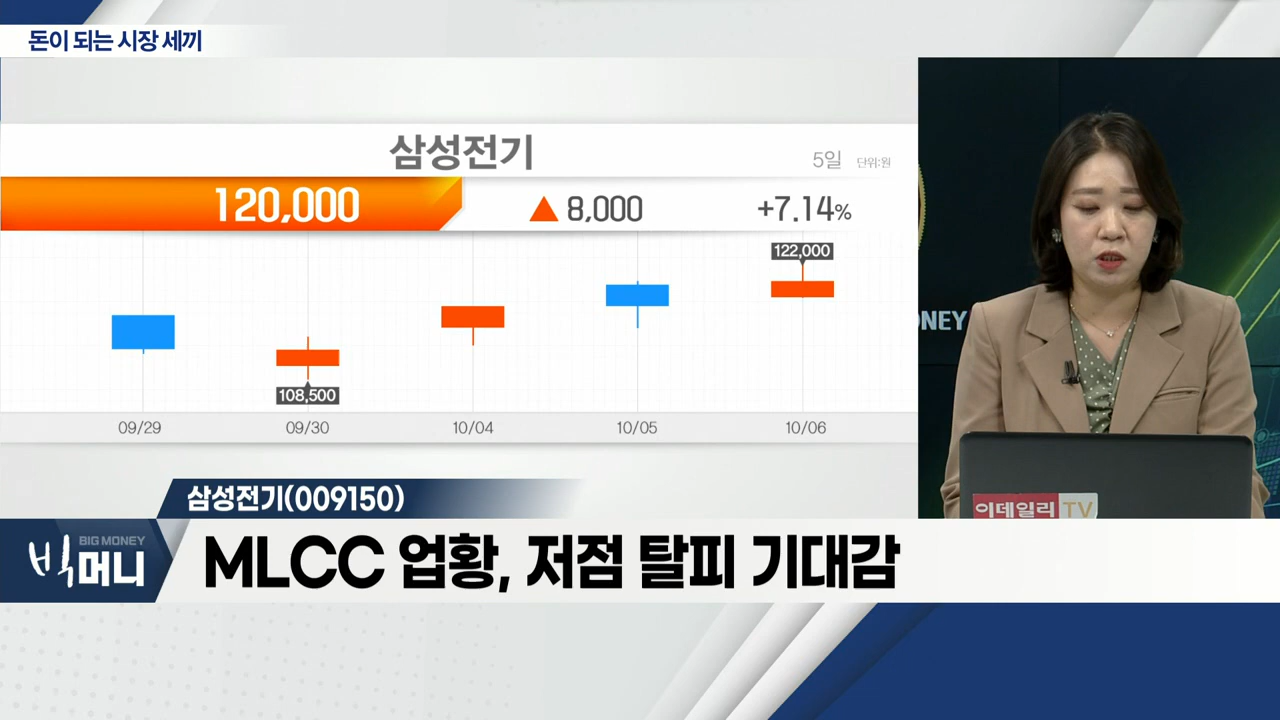 돈이 되는 시장 세끼
삼성전기
5일 단위:원
120,000 ▲ 8,000 +7.14%
122,000
108,500
09/29 09/30 10/04 10/05 10/06
ONEY
이데일리TV
삼성전기(009150)
BIG MONEY
빅머니
MLCC 업황, 저점 탈피 기대감